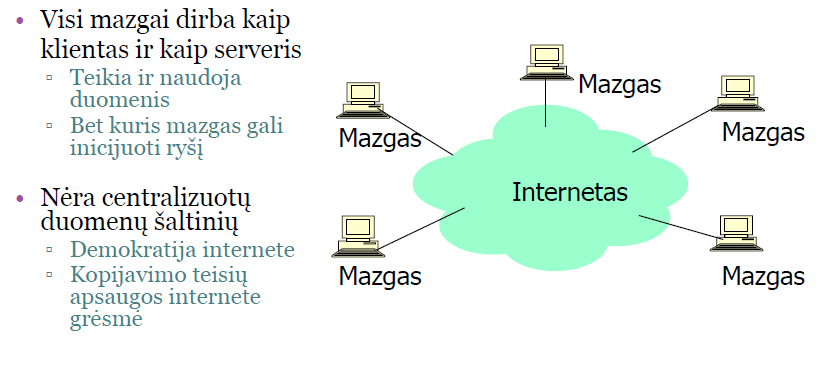 • Visi mazgai dirba kaip
klientas ir kaip serveris
▫ Teikia ir naudoja
duomenis
▫ Bet kuris mazgas gali
inicijuoti ryšį
• Nėra centralizuotų
duomenų šaltinių
▫ Demokratija internete
▫ Kopijavimo teisių
apsaugos internete
grėsmė
Mazgas
Mazgas
Mazgas
Internetas
Mazgas
Mazgas